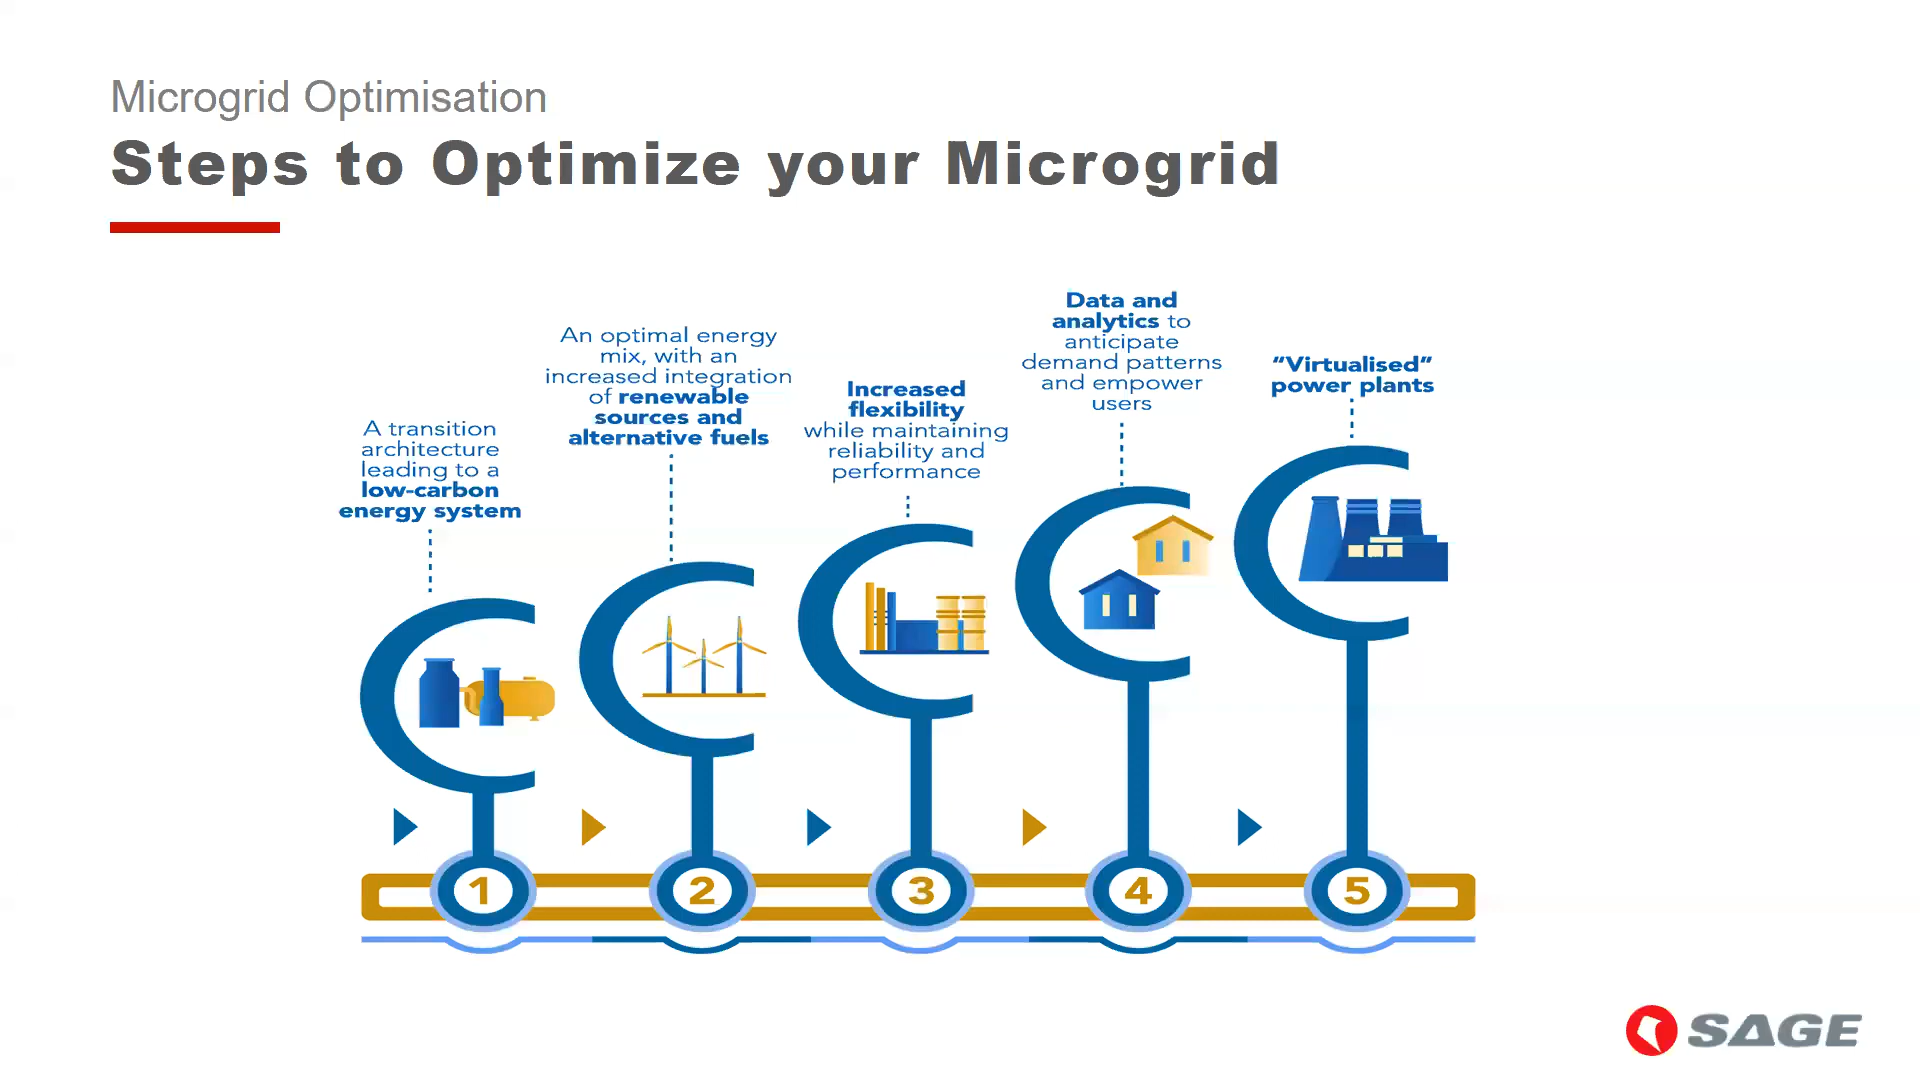 Microgrid Optimisation
Steps to Optimize your Microgrid
A transition
architecture
leading to a
low-carbon
energy system
An optimal energy
mix, with an
increased integration
of renewable
sources and
alternative fuels
Increased
flexibility
while maintaining
reliability and
performance
Data and
analytics to
anticipate
demand patterns
and empower
users
“Virtualised”
power plants
1
2
3
4
5
SAGE